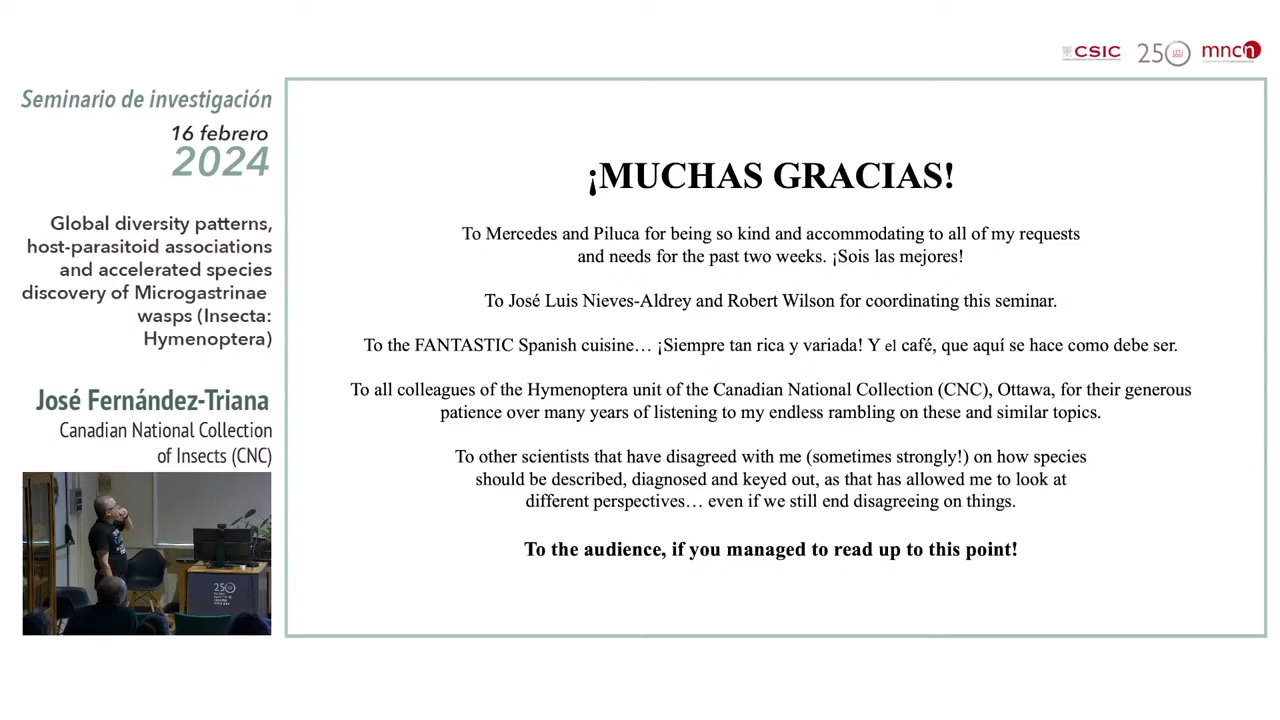 CSIC
250
mncn
Seminario de investigación
16 febrero
2024
Global diversity patterns,
host-parasitoid associations
and accelerated species
discovery of Microgastrinae
wasps (Insecta:
Hymenoptera)
José Fernández-Triana
Canadian National Collection
of Insects (CNC)
250
¡MUCHAS GRACIAS!
To Mercedes and Piluca for being so kind and accommodating to all of my requests
and needs for the past two weeks. ¡Sois las mejores!
To José Luis Nieves-Aldrey and Robert Wilson for coordinating this seminar.
To the FANTASTIC Spanish cuisine… ¡Siempre tan rica y variada! Y el café, que aquí se hace como debe ser.
To all colleagues of the Hymenoptera unit of the Canadian National Collection (CNC), Ottawa, for their generous
patience over many years of listening to my endless rambling on these and similar topics.
To other scientists that have disagreed with me (sometimes strongly!) on how species
should be described, diagnosed and keyed out, as that has allowed me to look at
different perspectives… even if we still end disagreeing on things.
To the audience, if you managed to read up to this point!